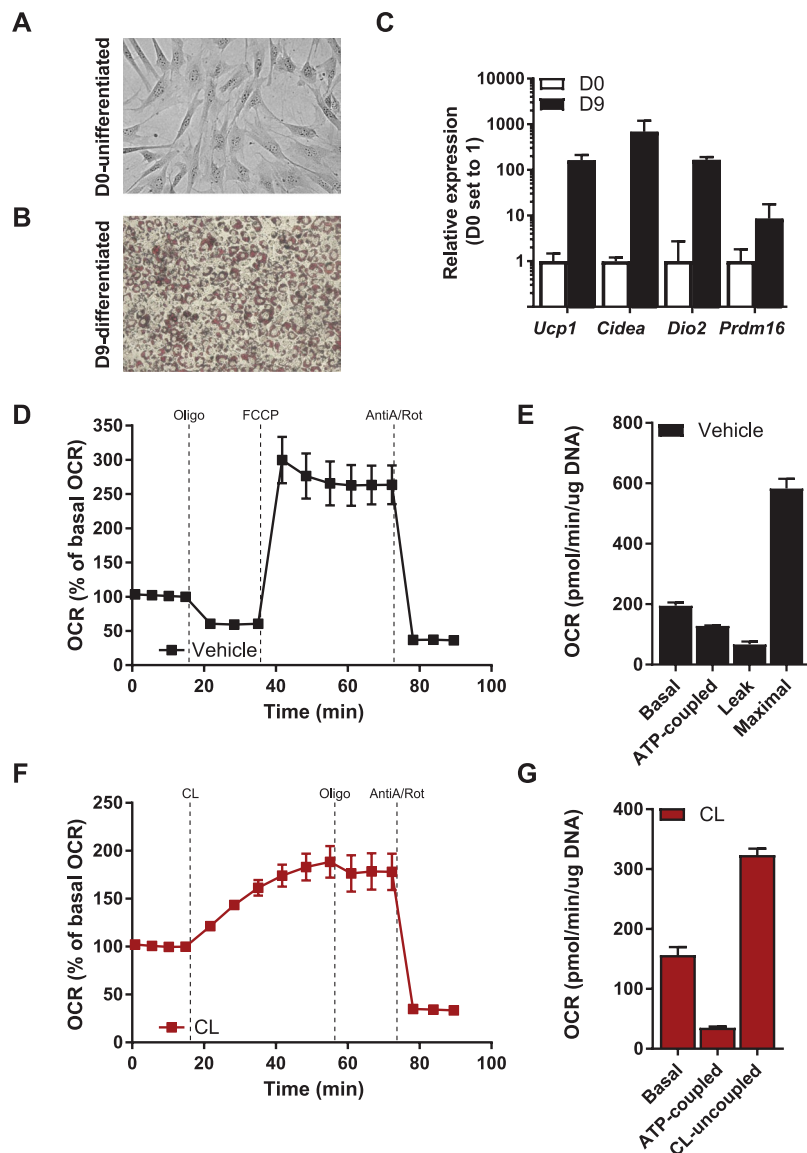 A
D0-unifferentiated
B
D9-differentiated
C
Relative expression
(D0 set to 1)
10000
1000
100
10
1
D0
D9
Ucp1 Cidea Dio2 Prdm16
D
OCR (% of basal OCR)
350
300
250
200
150
100
50
0
Oligo FCCP AntiA/Rot
Vehicle
0 20 40 60 80 100
Time (min)
E
OCR (pmol/min/ug DNA)
800
600
400
200
0
Vehicle
Basal
ATP-coupled
Leak
Maximal
F
OCR (% of basal OCR)
250
200
150
100
50
0
CL Oligo AntiA/Rot
CL
0 20 40 60 80 100
Time (min)
G
OCR (pmol/min/ug DNA)
400
300
200
100
0
CL
Basal
ATP-coupled
CL-uncoupled